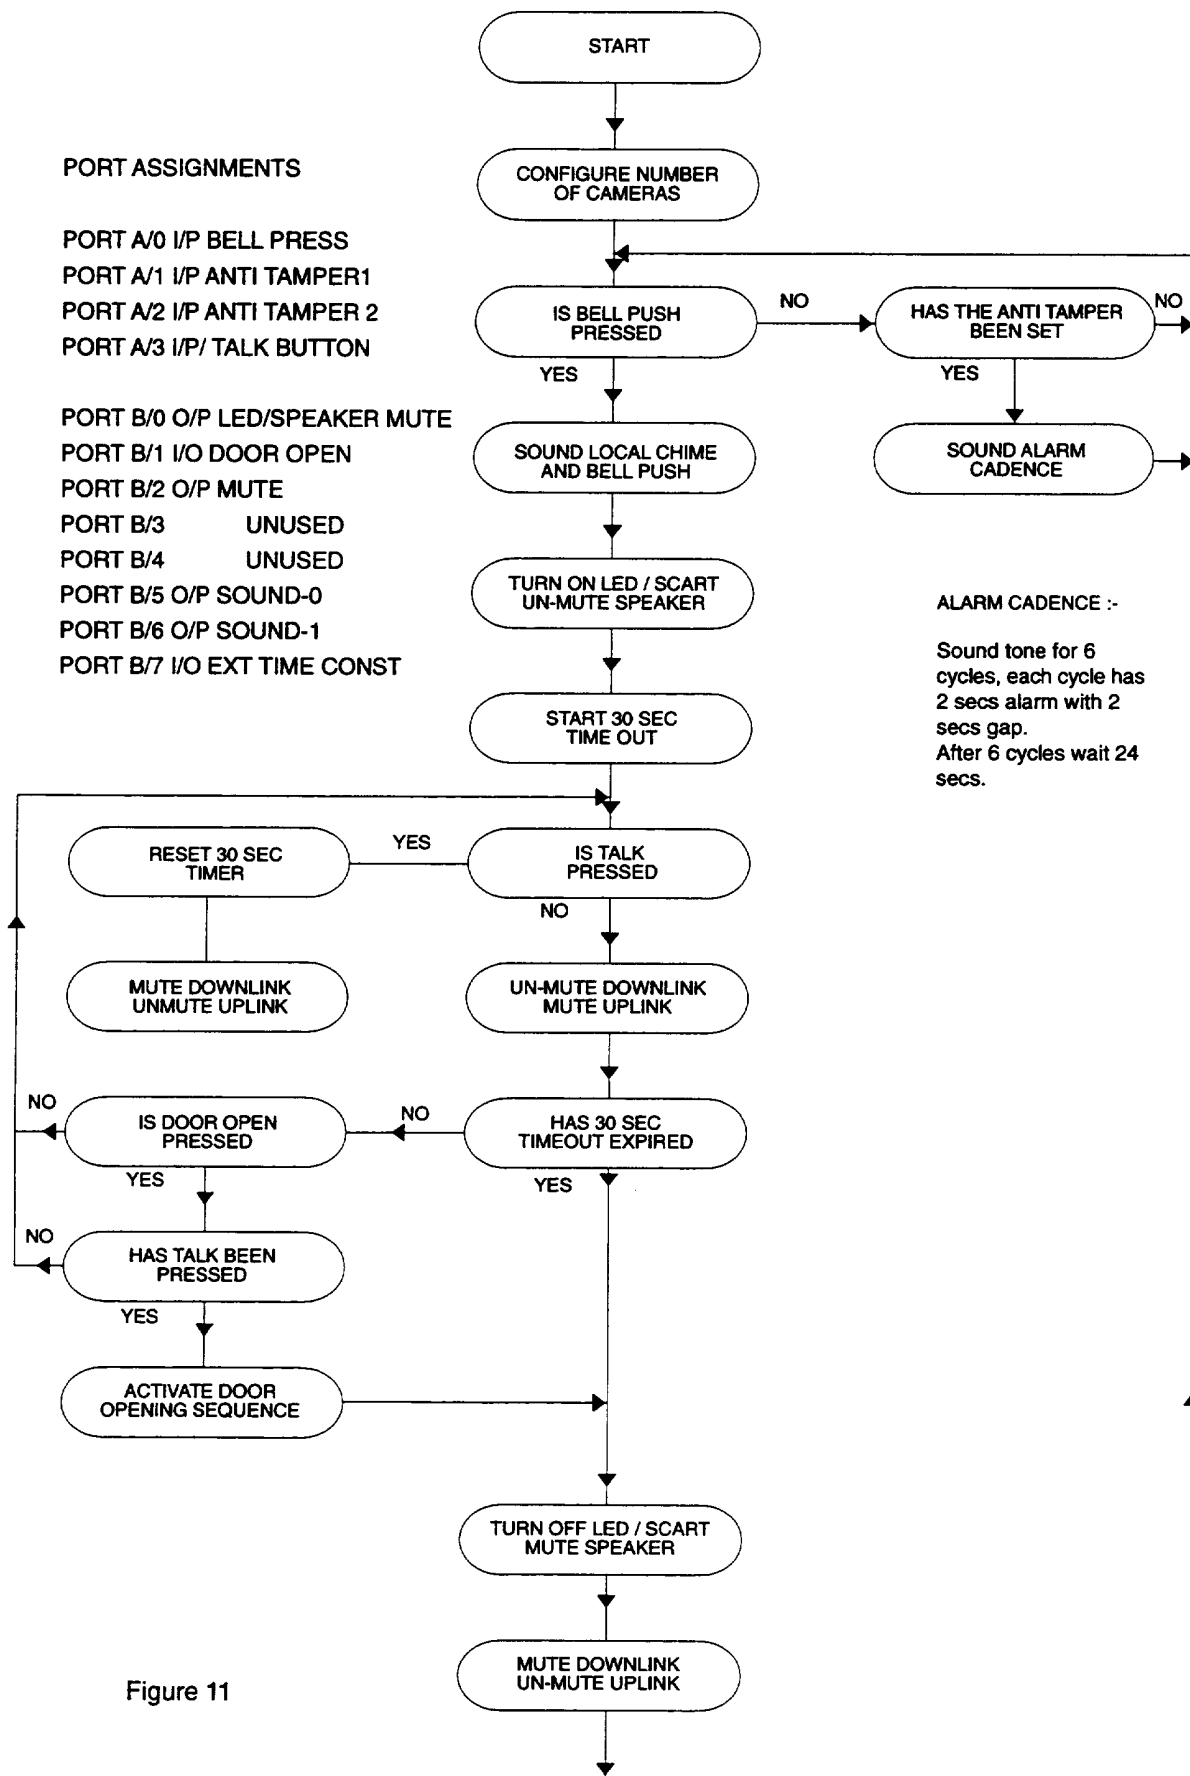 START
CONFIGURE NUMBER
OF CAMERAS
PORT ASSIGNMENTS
PORT A/0 I/P BELL PRESS
PORT A/1 I/P ANTI TAMPER1
PORT A/2 I/P ANTI TAMPER 2
PORT A/3 I/P/ TALK BUTTON
PORT B/0 O/P LED/SPEAKER MUTE
PORT B/1 I/O DOOR OPEN
PORT B/2 O/P MUTE
PORT B/3 UNUSED
PORT B/4 UNUSED
PORT B/5 O/P SOUND-0
PORT B/6 O/P SOUND-1
PORT B/7 I/O EXT TIME CONST
IS BELL PUSH
PRESSED
NO
HAS THE ANTI TAMPER
BEEN SET
NO
YES
YES
SOUND LOCAL CHIME
AND BELL PUSH
SOUND ALARM
CADENCE
TURN ON LED / SCART
UN-MUTE SPEAKER
ALARM CADENCE :-
Sound tone for 6
cycles, each cycle has
2 secs alarm with 2
secs gap.
After 6 cycles wait 24
secs.
START 30 SEC
TIME OUT
RESET 30 SEC
TIMER
YES
IS TALK
PRESSED
NO
MUTE DOWNLINK
UNMUTE UPLINK
UN-MUTE DOWNLINK
MUTE UPLINK
NO
IS DOOR OPEN
PRESSED
NO
HAS 30 SEC
TIMEOUT EXPIRED
YES
YES
NO
HAS TALK BEEN
PRESSED
YES
ACTIVATE DOOR
OPENING SEQUENCE
TURN OFF LED / SCART
MUTE SPEAKER
MUTE DOWNLINK
UN-MUTE UPLINK
Figure 11